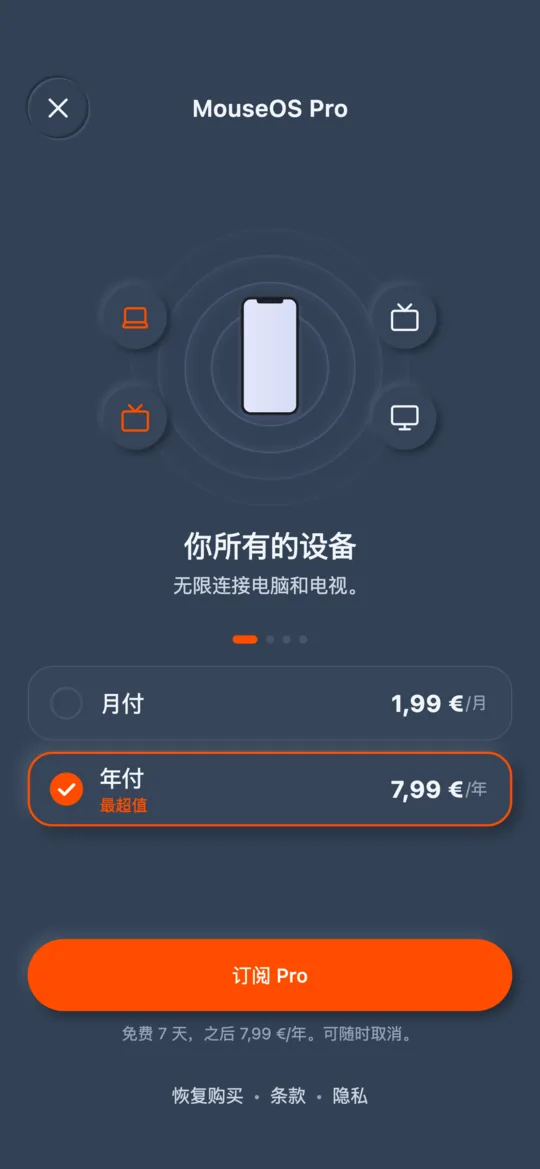 MouseOS Pro
你所有的设备
无限连接电脑和电视。
月付
1,99 €/月
年付
最超值
7,99 €/年
订阅 Pro
免费 7 天，之后 7,99 €/年。可随时取消。
恢复购买 • 条款 • 隐私